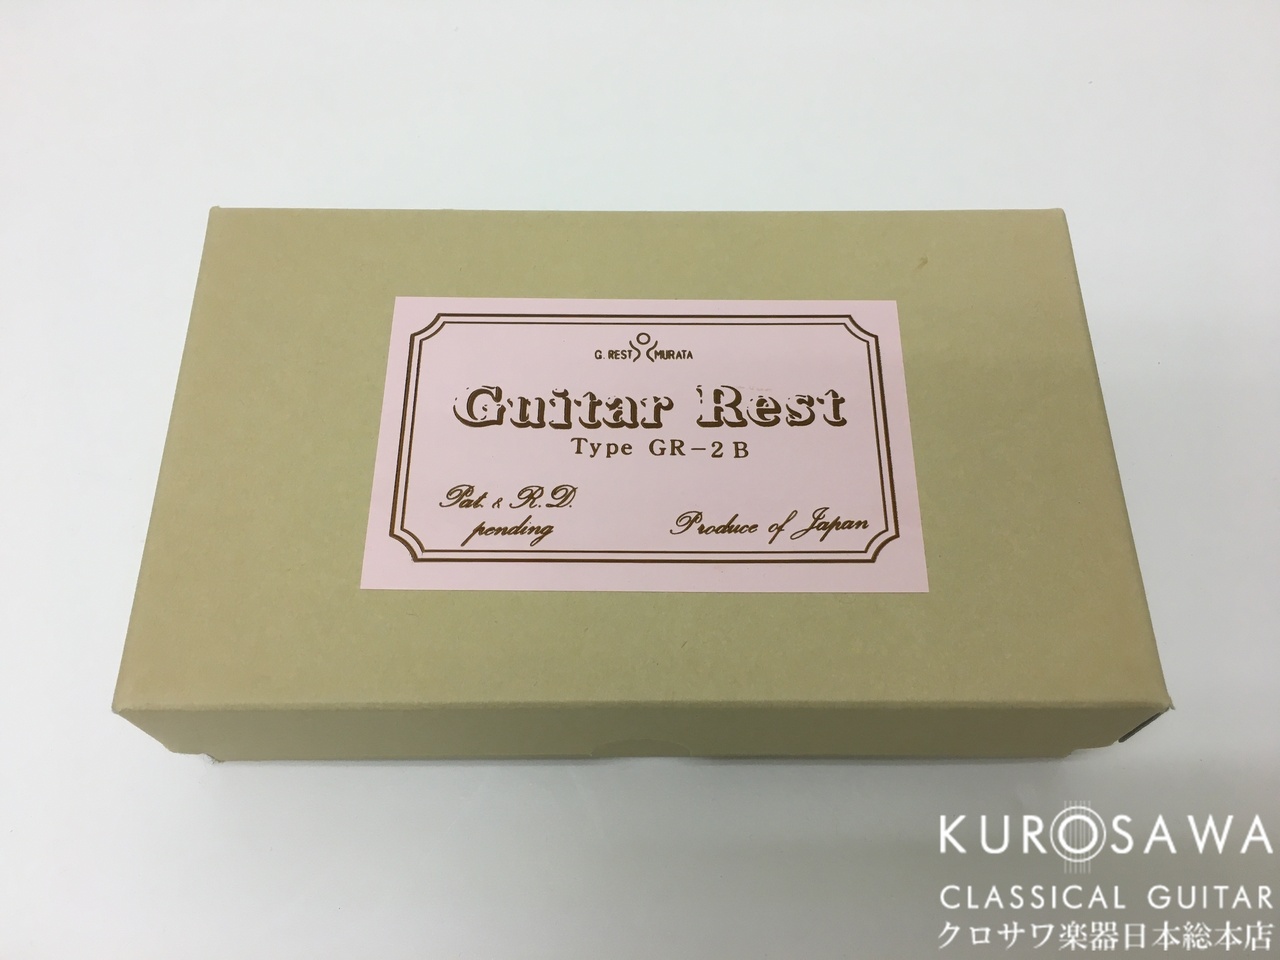 G. REST MURATA
Guitar Rest
Type GR-2B
Pat. & R.D.
pending
Produce of Japan
KUROSAWA
CLASSICAL GUITAR
クロサワ楽器日本総本店